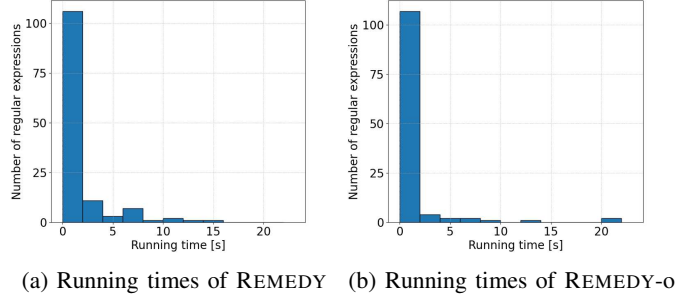 Number of regular expressions
100
75
50
25
0
0 5 10 15 20
Running time [s]
(a) Running times of REMEDY
Number of regular expressions
100
75
50
25
0
0 5 10 15 20
Running time [s]
(b) Running times of REMEDY-o